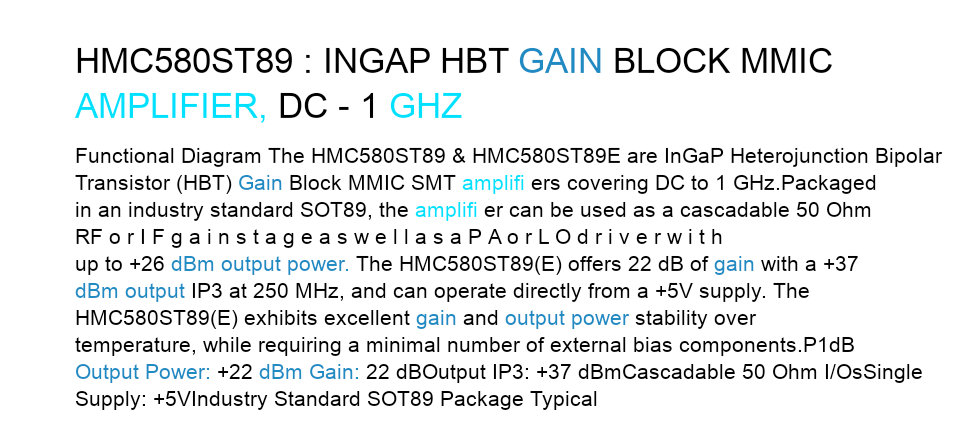 HMC580ST89 : INGAP HBT GAIN BLOCK MMIC
AMPLIFIER, DC - 1 GHZ
Functional Diagram The HMC580ST89 & HMC580ST89E are InGaP Heterojunction Bipolar
Transistor (HBT) Gain Block MMIC SMT amplifi ers covering DC to 1 GHz.Packaged
in an industry standard SOT89, the amplifi er can be used as a cascadable 50 Ohm
RF o r I F g a i n s t a g e a s w e l l a s a P A o r L O d r i v e r w i t h
up to +26 dBm output power. The HMC580ST89(E) offers 22 dB of gain with a +37
dBm output IP3 at 250 MHz, and can operate directly from a +5V supply. The
HMC580ST89(E) exhibits excellent gain and output power stability over
temperature, while requiring a minimal number of external bias components.P1dB
Output Power: +22 dBm Gain: 22 dBOutput IP3: +37 dBmCascadable 50 Ohm I/OsSingle
Supply: +5VIndustry Standard SOT89 Package Typical